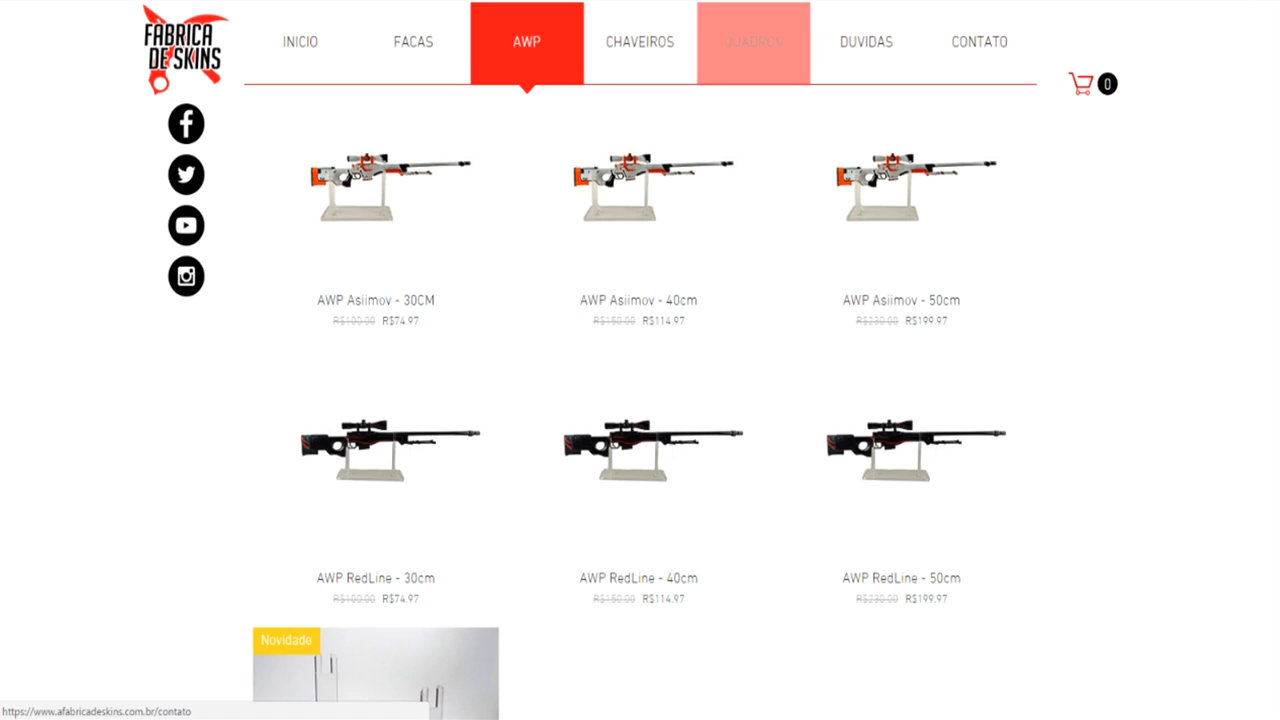 FABRICA
DE SKINS
INICIO
FACAS
AWP
CHAVEIROS
QUADROS
DUVIDAS
CONTATO
0
AWP Asiimov - 30CM
R$100.00 R$74.97
AWP Asiimov - 40cm
R$150.00 R$114.97
AWP Asiimov - 50cm
R$230.00 R$199.97
AWP RedLine - 30cm
R$100.00 R$74.97
AWP RedLine - 40cm
R$150.00 R$114.97
AWP RedLine - 50cm
R$230.00 R$199.97
Novidade
https://www.afabricadeskins.com.br/contato